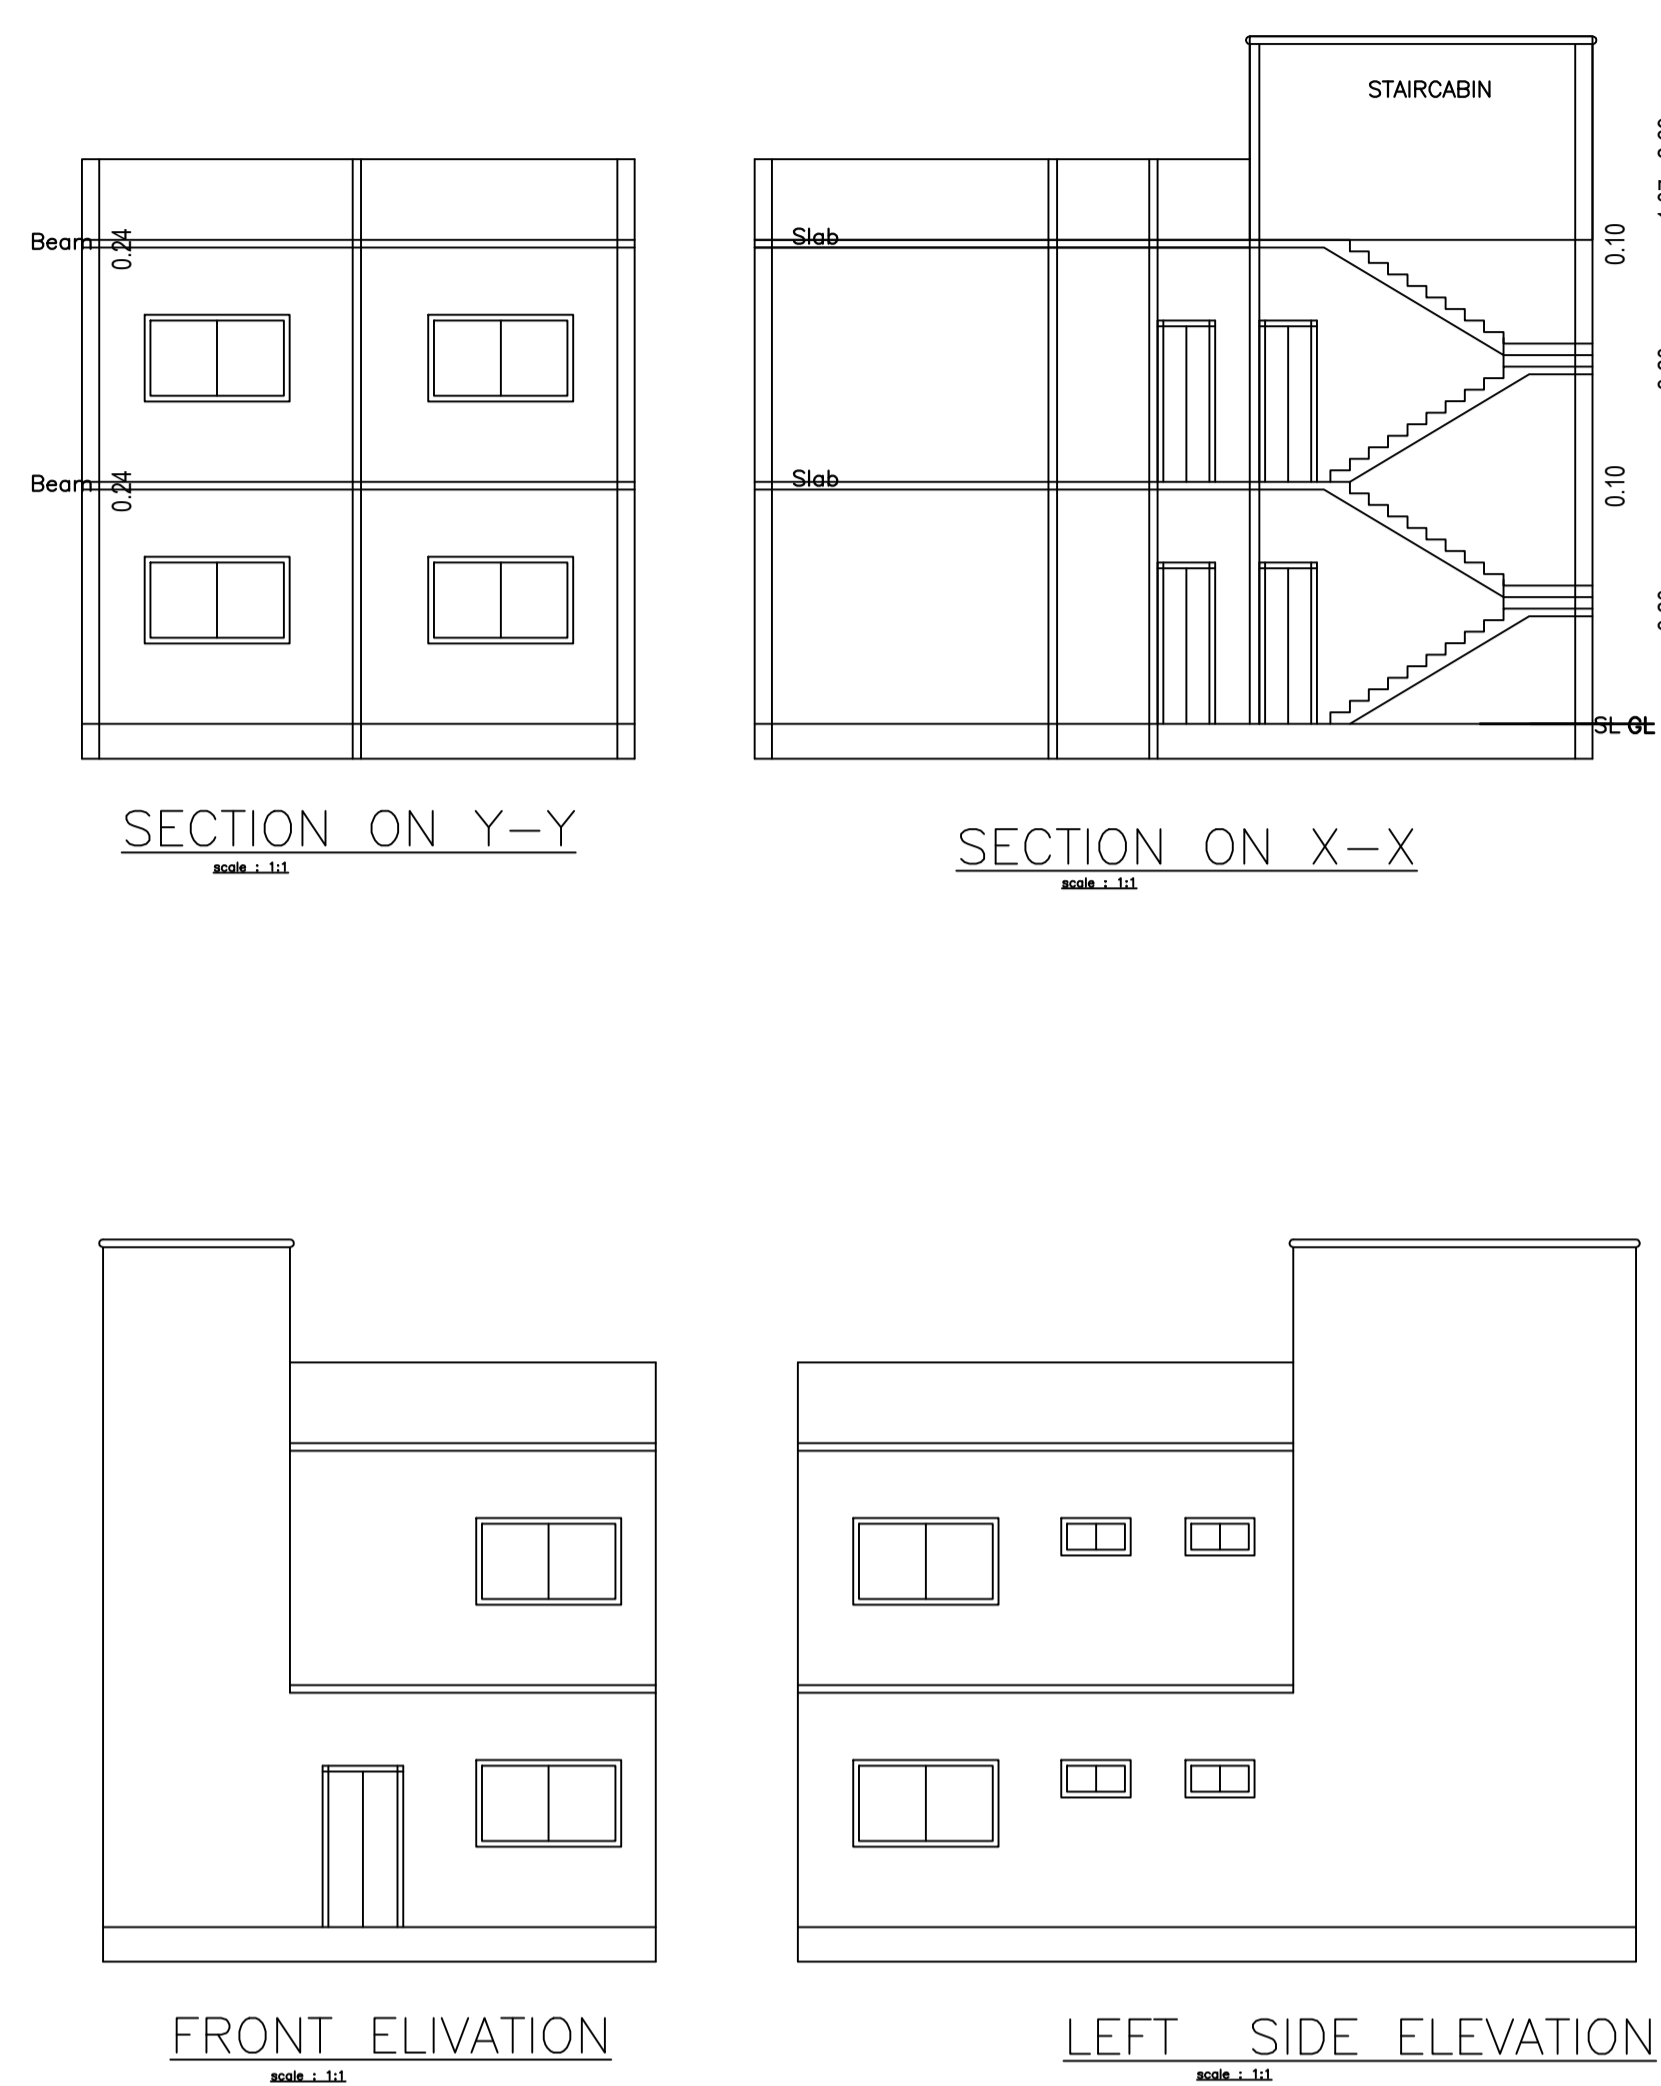 STAIRCABIN
Beam
0.24
Slab
0.10
Beam
0.24
Slab
0.10
SL GL
SECTION ON Y-Y
scale : 1:1
SECTION ON X-X
scale : 1:1
FRONT ELIVATION
scale : 1:1
LEFT SIDE ELEVATION
scale : 1:1